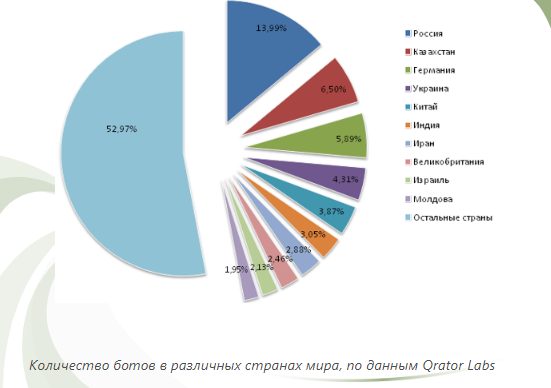 13,99%
6,50%
5,89%
4,31%
3,87%
3,05%
2,88%
2,46%
2,13%
1,95%
52,97%
Россия
Казахстан
Германия
Украина
Китай
Индия
Иран
Великобритания
Израиль
Молдова
Остальные страны
Количество ботов в различных странах мира, по данным Qrator Labs